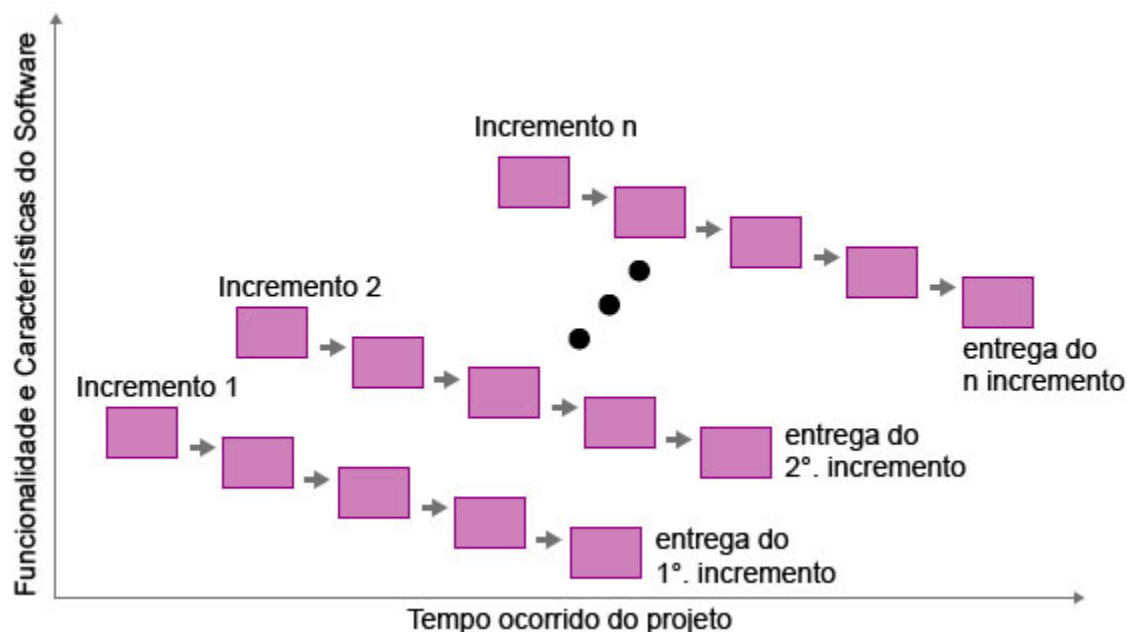 Funcionalidade e Características do Software
Incremento n
Incremento 2
Incremento 1
entrega do
n incremento
entrega do
2°. incremento
entrega do
1°. incremento
Tempo ocorrido do projeto